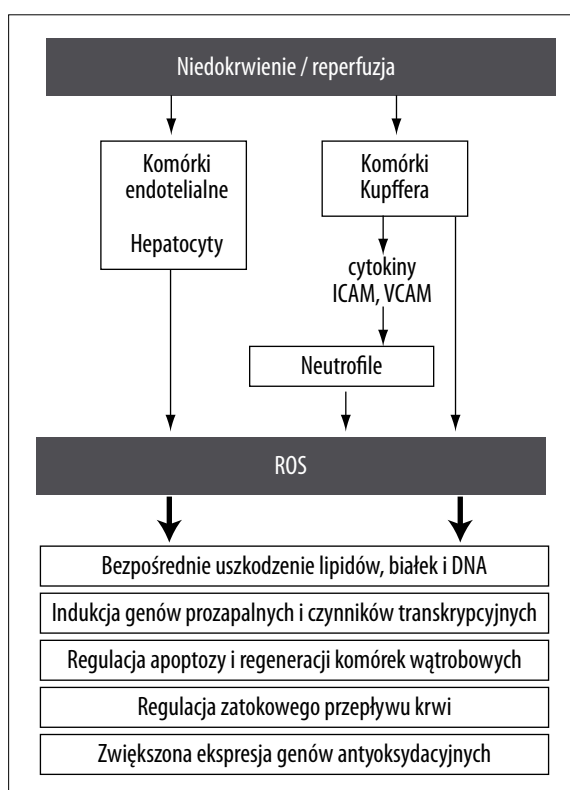 Niedokrwienie / reperfuzja
Komórki
endotelialne
Hepatocyty
Komórki
Kupffera
cytokiny
ICAM, VCAM
Neutrofile
ROS
Bezpośrednie uszkodzenie lipidów, białek i DNA
Indukcja genów prozapalnych i czynników transkrypcyjnych
Regulacja apoptozy i regeneracji komórek wątrobowych
Regulacja zatokowego przepływu krwi
Zwiększona ekspresja genów antyoksydacyjnych